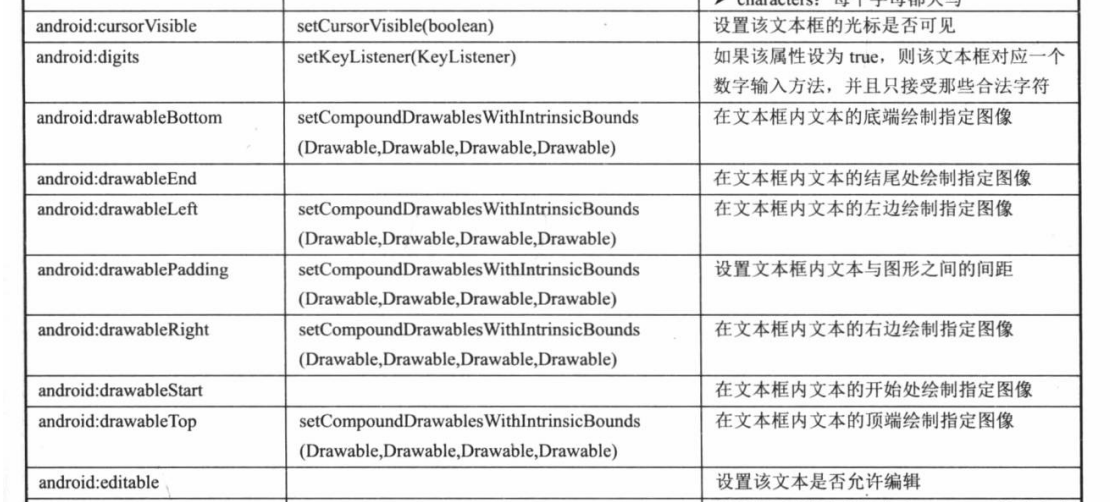 characters：每个字母都大写
android:cursorVisible setCursorVisible(boolean) 设置该文本框的光标是否可见
android:digits setKeyListener(KeyListener) 如果该属性设为 true，则该文本框对应一个
数字输入方法，并且只接受那些合法字符
android:drawableBottom setCompoundDrawablesWithIntrinsicBounds 在文本框内文本的底端绘制指定图像
(Drawable,Drawable,Drawable,Drawable)
android:drawableEnd 在文本框内文本的结尾处绘制指定图像
android:drawableLeft setCompoundDrawablesWithIntrinsicBounds 在文本框内文本的左边绘制指定图像
(Drawable,Drawable,Drawable,Drawable)
android:drawablePadding setCompoundDrawablesWithIntrinsicBounds 设置文本框内文本与图形之间的间距
(Drawable,Drawable,Drawable,Drawable)
android:drawableRight setCompoundDrawablesWithIntrinsicBounds 在文本框内文本的右边绘制指定图像
(Drawable,Drawable,Drawable,Drawable)
android:drawableStart 在文本框内文本的开始处绘制指定图像
android:drawableTop setCompoundDrawablesWithIntrinsicBounds 在文本框内文本的顶端绘制指定图像
(Drawable,Drawable,Drawable,Drawable)
android:editable 设置该文本是否允许编辑